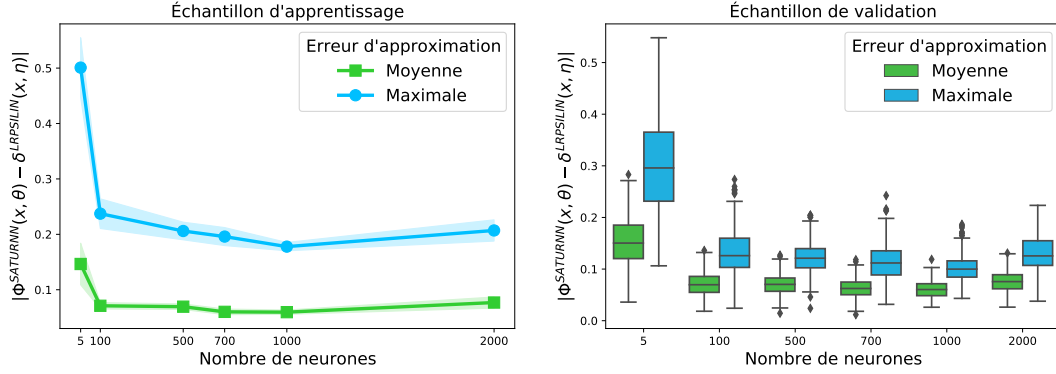 Échantillon d'apprentissage
|Φ^SATURNN(x, θ) − δ^LRPSILIN(x, η)|
0.5
0.4
0.3
0.2
0.1
Erreur d'approximation
Moyenne
Maximale
5 100 500 700 1000 2000
Nombre de neurones
Échantillon de validation
|Φ^SATURNN(x, θ) − δ^LRPSILIN(x, η)|
0.5
0.4
0.3
0.2
0.1
0.0
Erreur d'approximation
Moyenne
Maximale
5 100 500 700 1000 2000
Nombre de neurones